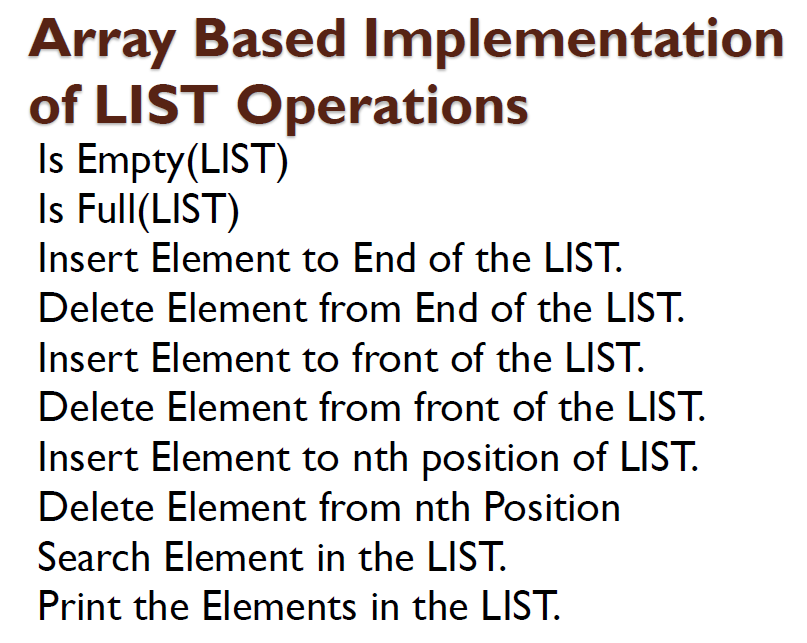 Array Based Implementation
of LIST Operations
Is Empty(LIST)
Is Full(LIST)
Insert Element to End of the LIST.
Delete Element from End of the LIST.
Insert Element to front of the LIST.
Delete Element from front of the LIST.
Insert Element to nth position of LIST.
Delete Element from nth Position
Search Element in the LIST.
Print the Elements in the LIST.